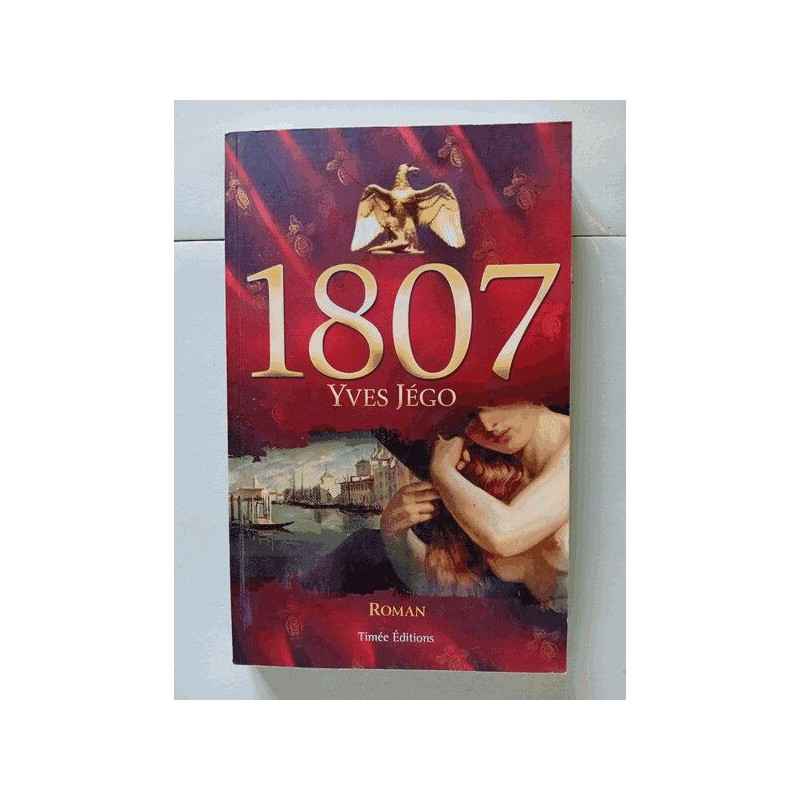 1807
YVES JÉGO
ROMAN
Timée Éditions